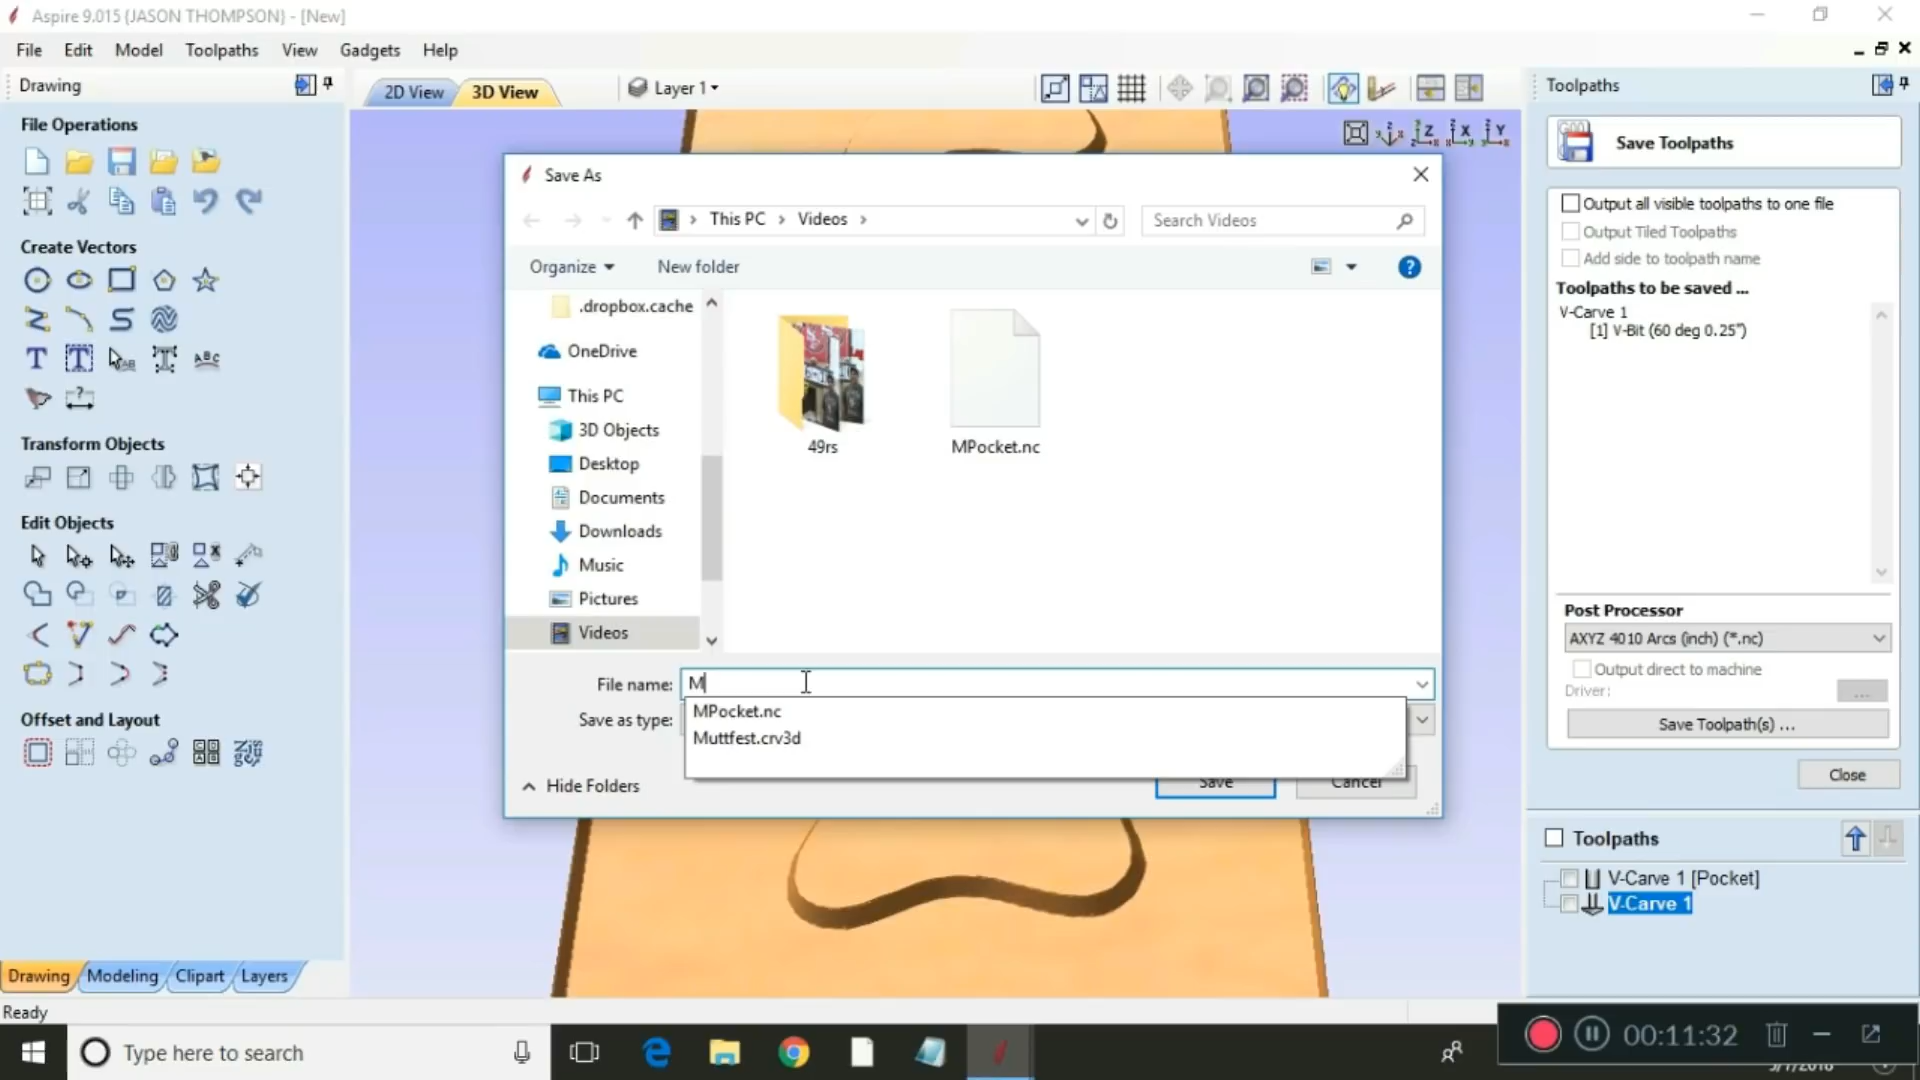 Aspire 9.015 {JASON THOMPSON} - [New]
File Edit Model Toolpaths View Gadgets Help
Drawing
2D View
3D View
Layer 1
Toolpaths
File Operations
Create Vectors
Transform Objects
Edit Objects
Offset and Layout
Drawing Modeling Clipart Layers
Ready
Save As
This PC > Videos >
Search Videos
Organize
New folder
.dropbox.cache
OneDrive
This PC
3D Objects
Desktop
Documents
Downloads
Music
Pictures
Videos
49rs
MPocket.nc
File name: M
Save as type:
MPocket.nc
Muttfest.crv3d
Hide Folders
Save
Cancel
Save Toolpaths
Output all visible toolpaths to one file
Output Tiled Toolpaths
Add side to toolpath name
Toolpaths to be saved ...
V-Carve 1
[1] V-Bit (60 deg 0.25")
Post Processor
AXYZ 4010 Arcs (inch) (*.nc)
Output direct to machine
Driver:
...
Save Toolpath(s) ...
Close
Toolpaths
V-Carve 1 [Pocket]
V-Carve 1
Type here to search
00:11:32